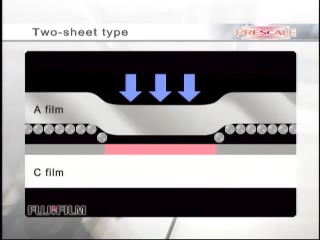 Two-sheet type
PRESCALE
A film
C film
FUJIFILM